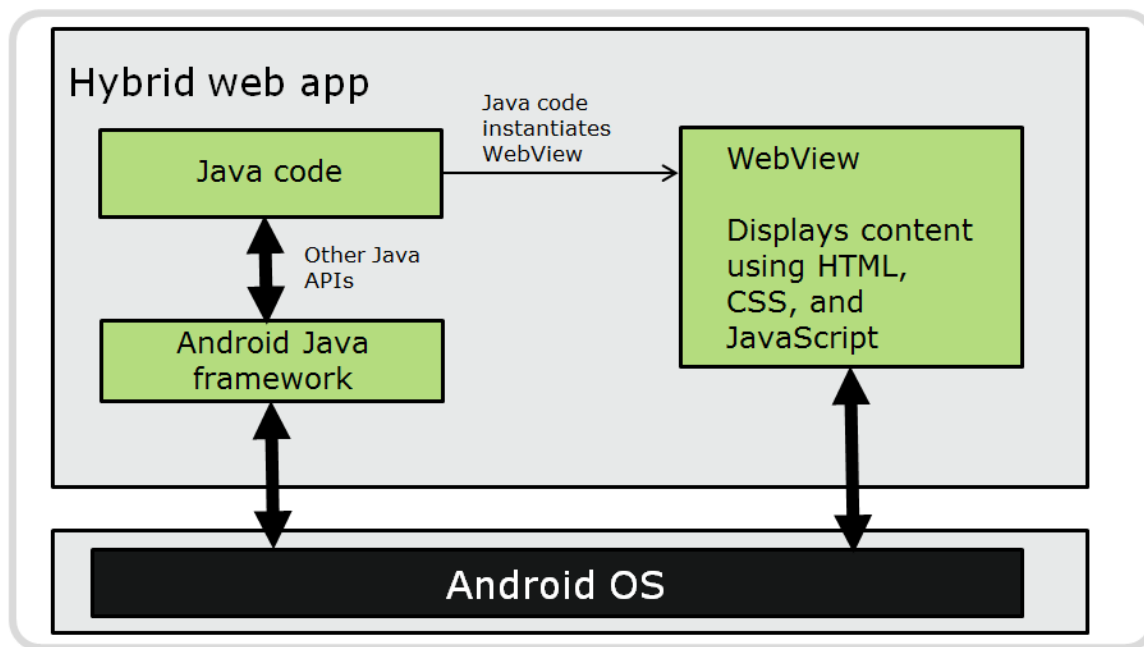 Hybrid web app
Java code
instantiates
WebView
Java code
WebView
Displays content
using HTML,
CSS, and
JavaScript
Other Java
APIs
Android Java
framework
Android OS